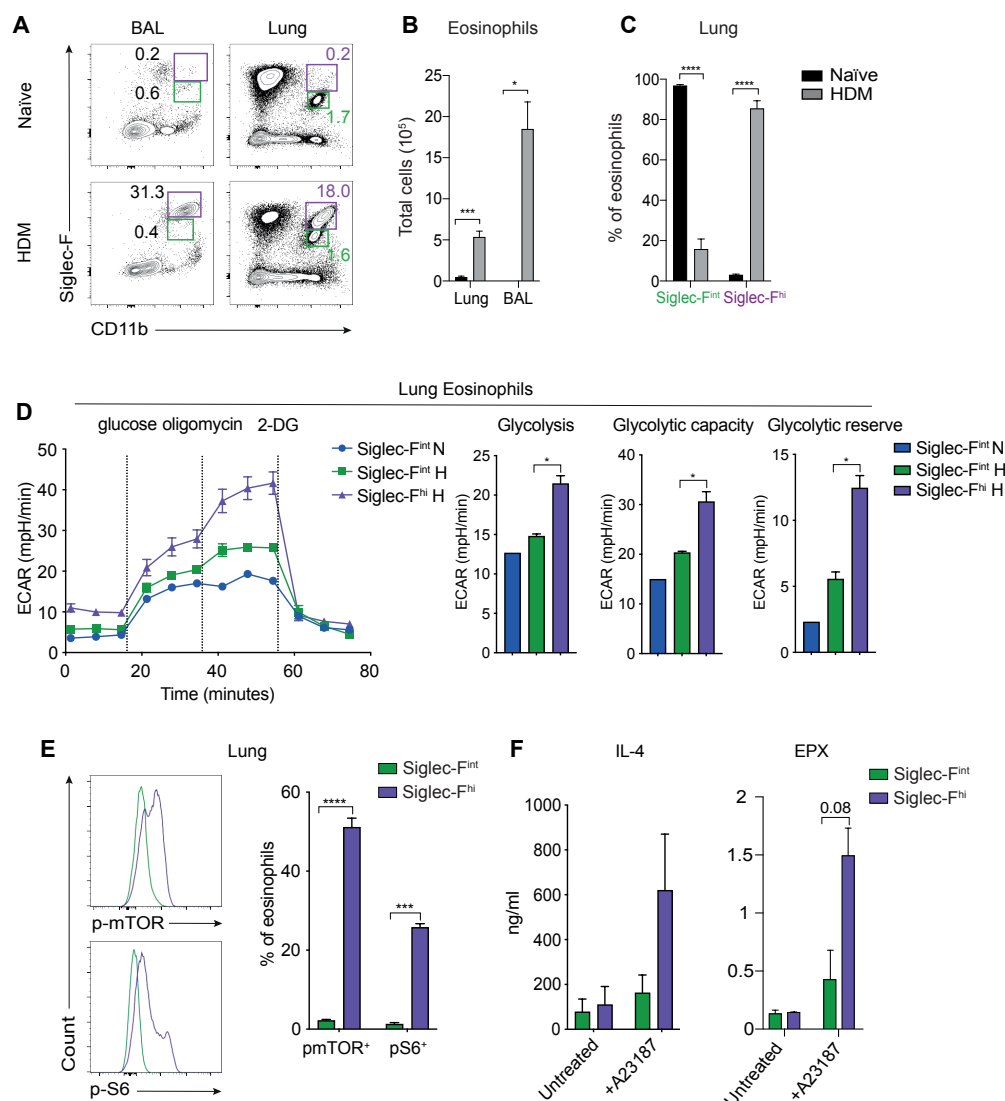 A
BAL
Lung
Naïve
0.2
0.6
0.2
1.7
HDM
31.3
0.4
18.0
1.6
Siglec-F
CD11b
B
Eosinophils
Total cells (10⁵)
25
20
15
10
5
0
***
*
Lung
BAL
C
Lung
Naïve
HDM
% of eosinophils
100
80
60
40
20
0
****
****
Siglec-Fⁱⁿᵗ
Siglec-Fʰⁱ
Lung Eosinophils
D
glucose oligomycin 2-DG
ECAR (mpH/min)
50
40
30
20
10
0
0
20
40
60
80
Time (minutes)
Siglec-Fⁱⁿᵗ N
Siglec-Fⁱⁿᵗ H
Siglec-Fʰⁱ H
Glycolysis
ECAR (mpH/min)
25
20
15
10
5
0
*
Glycolytic capacity
ECAR (mpH/min)
40
30
20
10
0
*
Glycolytic reserve
ECAR (mpH/min)
15
10
5
0
*
Siglec-Fⁱⁿᵗ N
Siglec-Fⁱⁿᵗ H
Siglec-Fʰⁱ H
E
Lung
Siglec-Fⁱⁿᵗ
Siglec-Fʰⁱ
p-mTOR
Count
p-S6
% of eosinophils
60
40
20
0
****
***
pmTOR⁺
pS6⁺
F
IL-4
ng/ml
1000
800
600
400
200
0
Untreated
+A23187
EPX
Siglec-Fⁱⁿᵗ
Siglec-Fʰⁱ
2
1.5
1
0.5
0
0.08
Untreated
+A23187